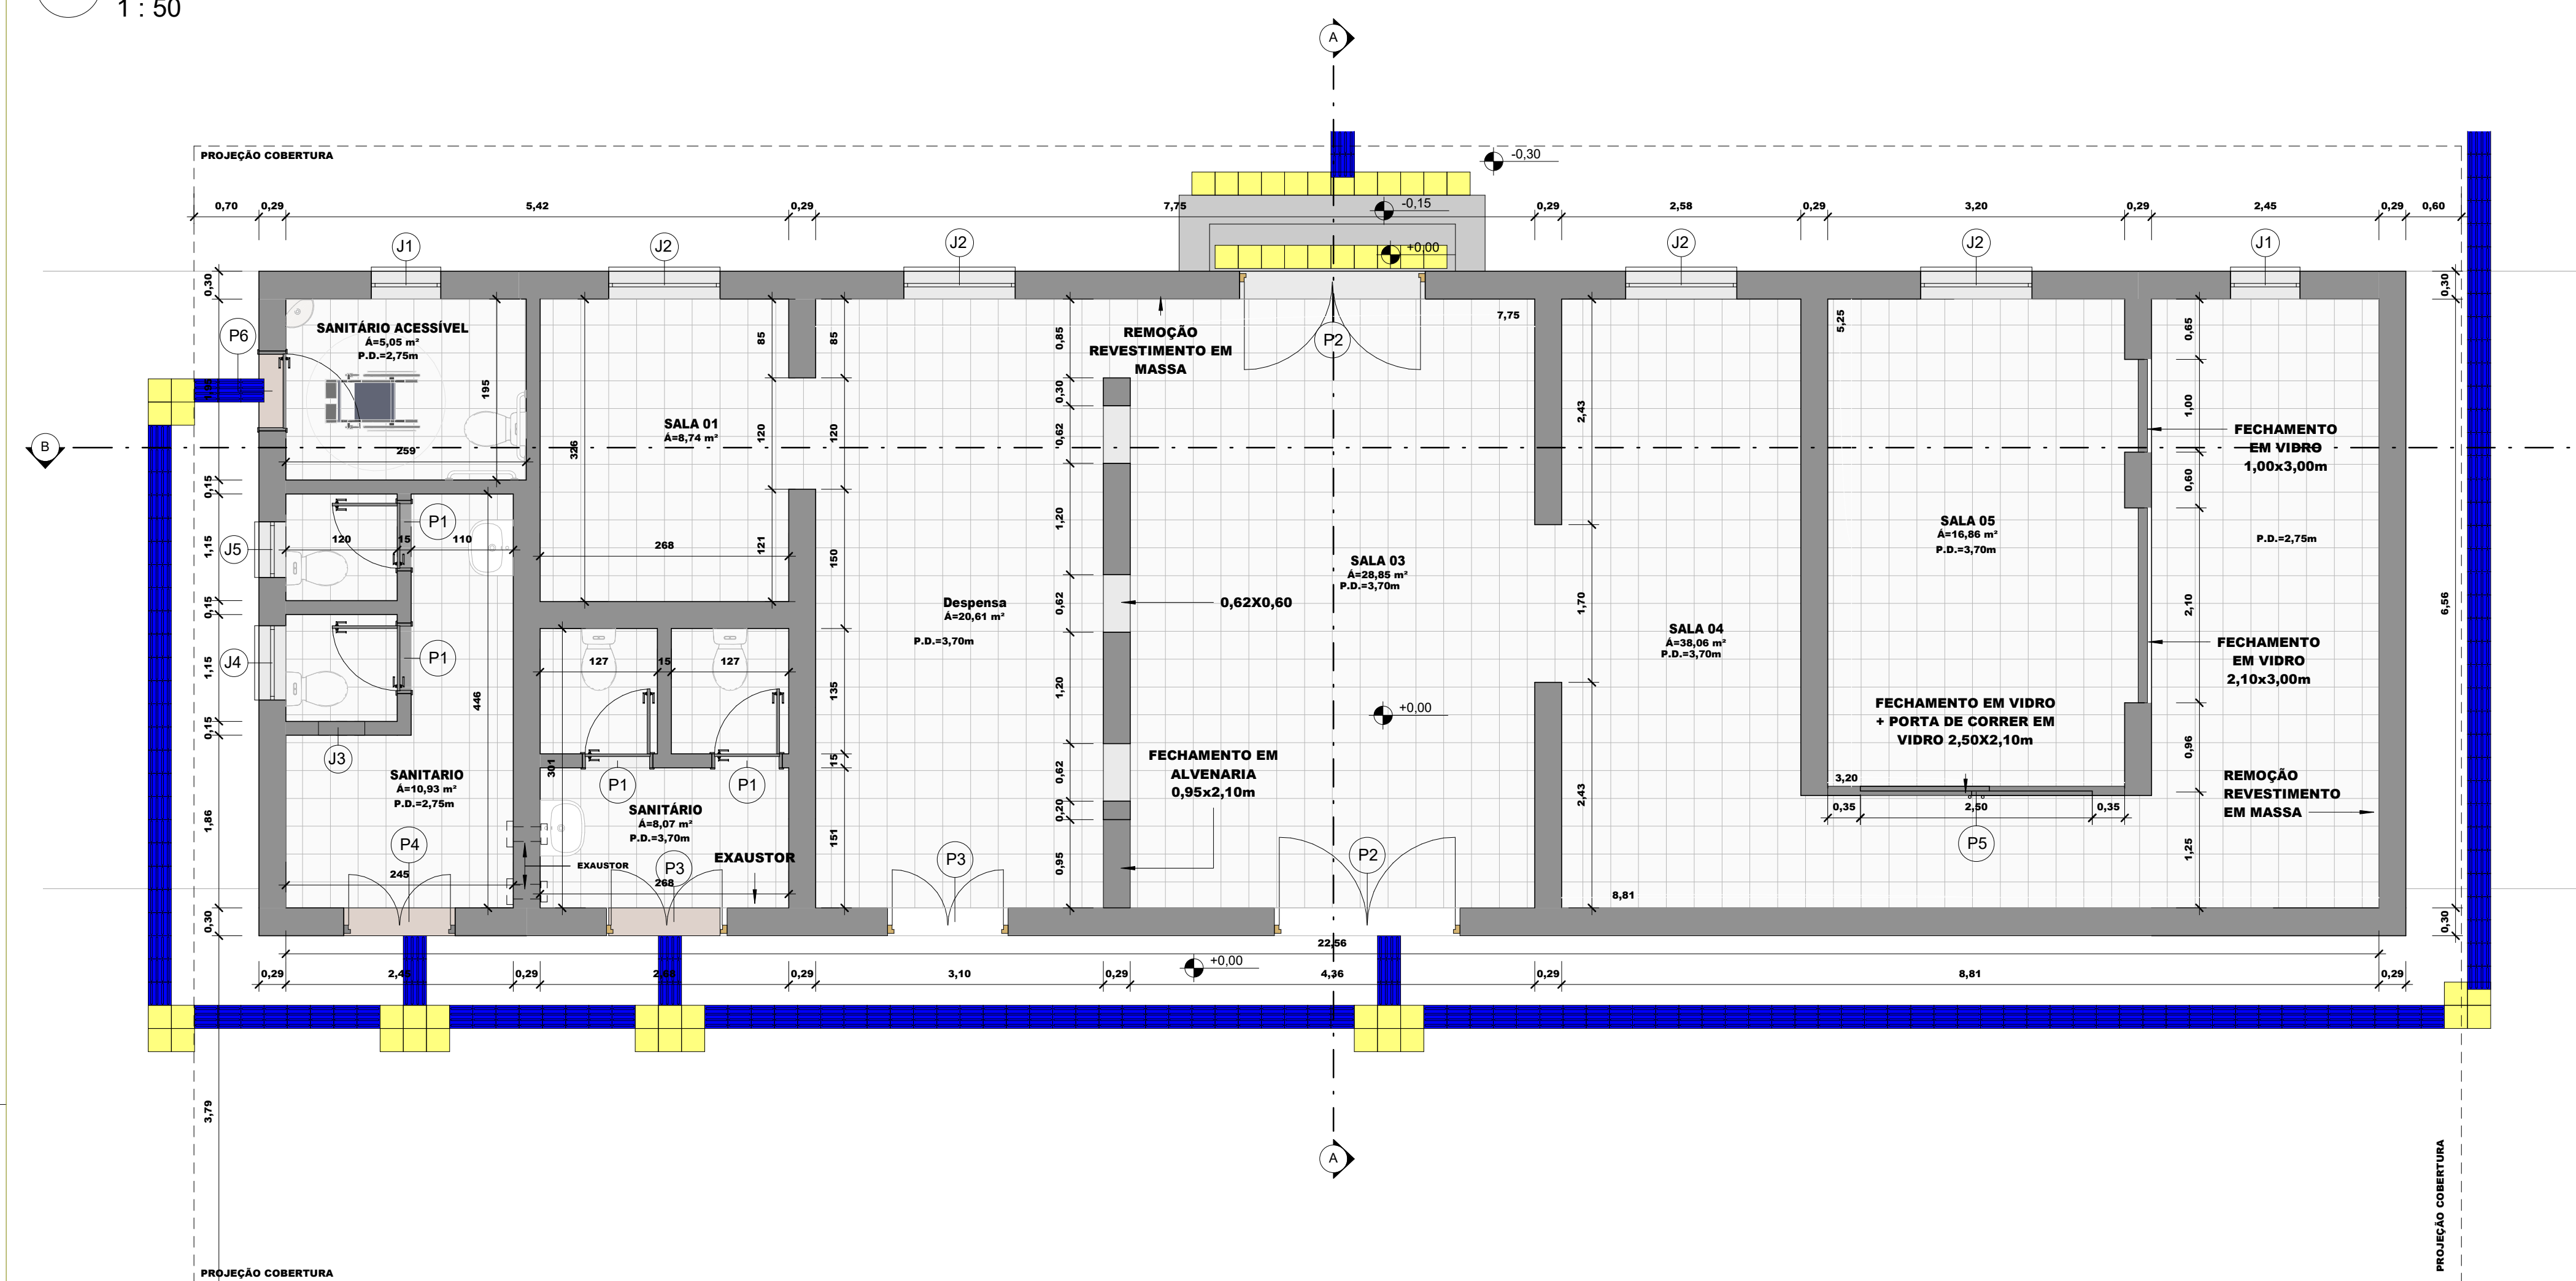 1 : 50
A
PROJEÇÃO COBERTURA
-0,30
0,70
0,29
5,42
0,29
7,75
-0,15
0,29
2,58
0,29
3,20
0,29
2,45
0,29
0,60
+0,00
J1
J2
J2
J2
J2
J1
0,30
0,30
SANITÁRIO ACESSÍVEL
Á=5,05 m²
P.D.=2,75m
P6
195
259
85
85
0,85
REMOÇÃO
REVESTIMENTO EM
MASSA
P2
7,75
5,25
0,65
SALA 01
Á=8,74 m²
326
120
120
0,30
0,62
2,43
1,00
FECHAMENTO
EM VIDRO
1,00x3,00m
B
0,15
0,60
J5
1,15
120
15
110
P1
268
121
150
1,20
SALA 05
Á=16,86 m²
P.D.=3,70m
P.D.=2,75m
SALA 03
Á=28,85 m²
P.D.=3,70m
0,15
Despensa
Á=20,61 m²
P.D.=3,70m
0,62
0,62X0,60
1,70
2,10
6,56
J4
1,15
P1
446
127
15
127
135
1,20
SALA 04
Á=38,06 m²
P.D.=3,70m
FECHAMENTO
EM VIDRO
2,10x3,00m
0,15
J3
+0,00
FECHAMENTO EM VIDRO
+ PORTA DE CORRER EM
VIDRO 2,50X2,10m
0,96
SANITARIO
Á=10,93 m²
P.D.=2,75m
301
P1
P1
15
0,62
FECHAMENTO EM
ALVENARIA
0,95x2,10m
2,43
3,20
0,35
2,50
0,35
P5
REMOÇÃO
REVESTIMENTO
EM MASSA
1,86
SANITÁRIO
Á=8,07 m²
P.D.=3,70m
151
0,20
P4
EXAUSTOR
EXAUSTOR
P3
P3
P2
0,95
1,25
245
268
8,81
0,30
0,30
22,56
+0,00
0,29
2,45
0,29
2,68
0,29
3,10
0,29
4,36
0,29
8,81
0,29
3,79
A
PROJEÇÃO COBERTURA
PROJEÇÃO COBERTURA